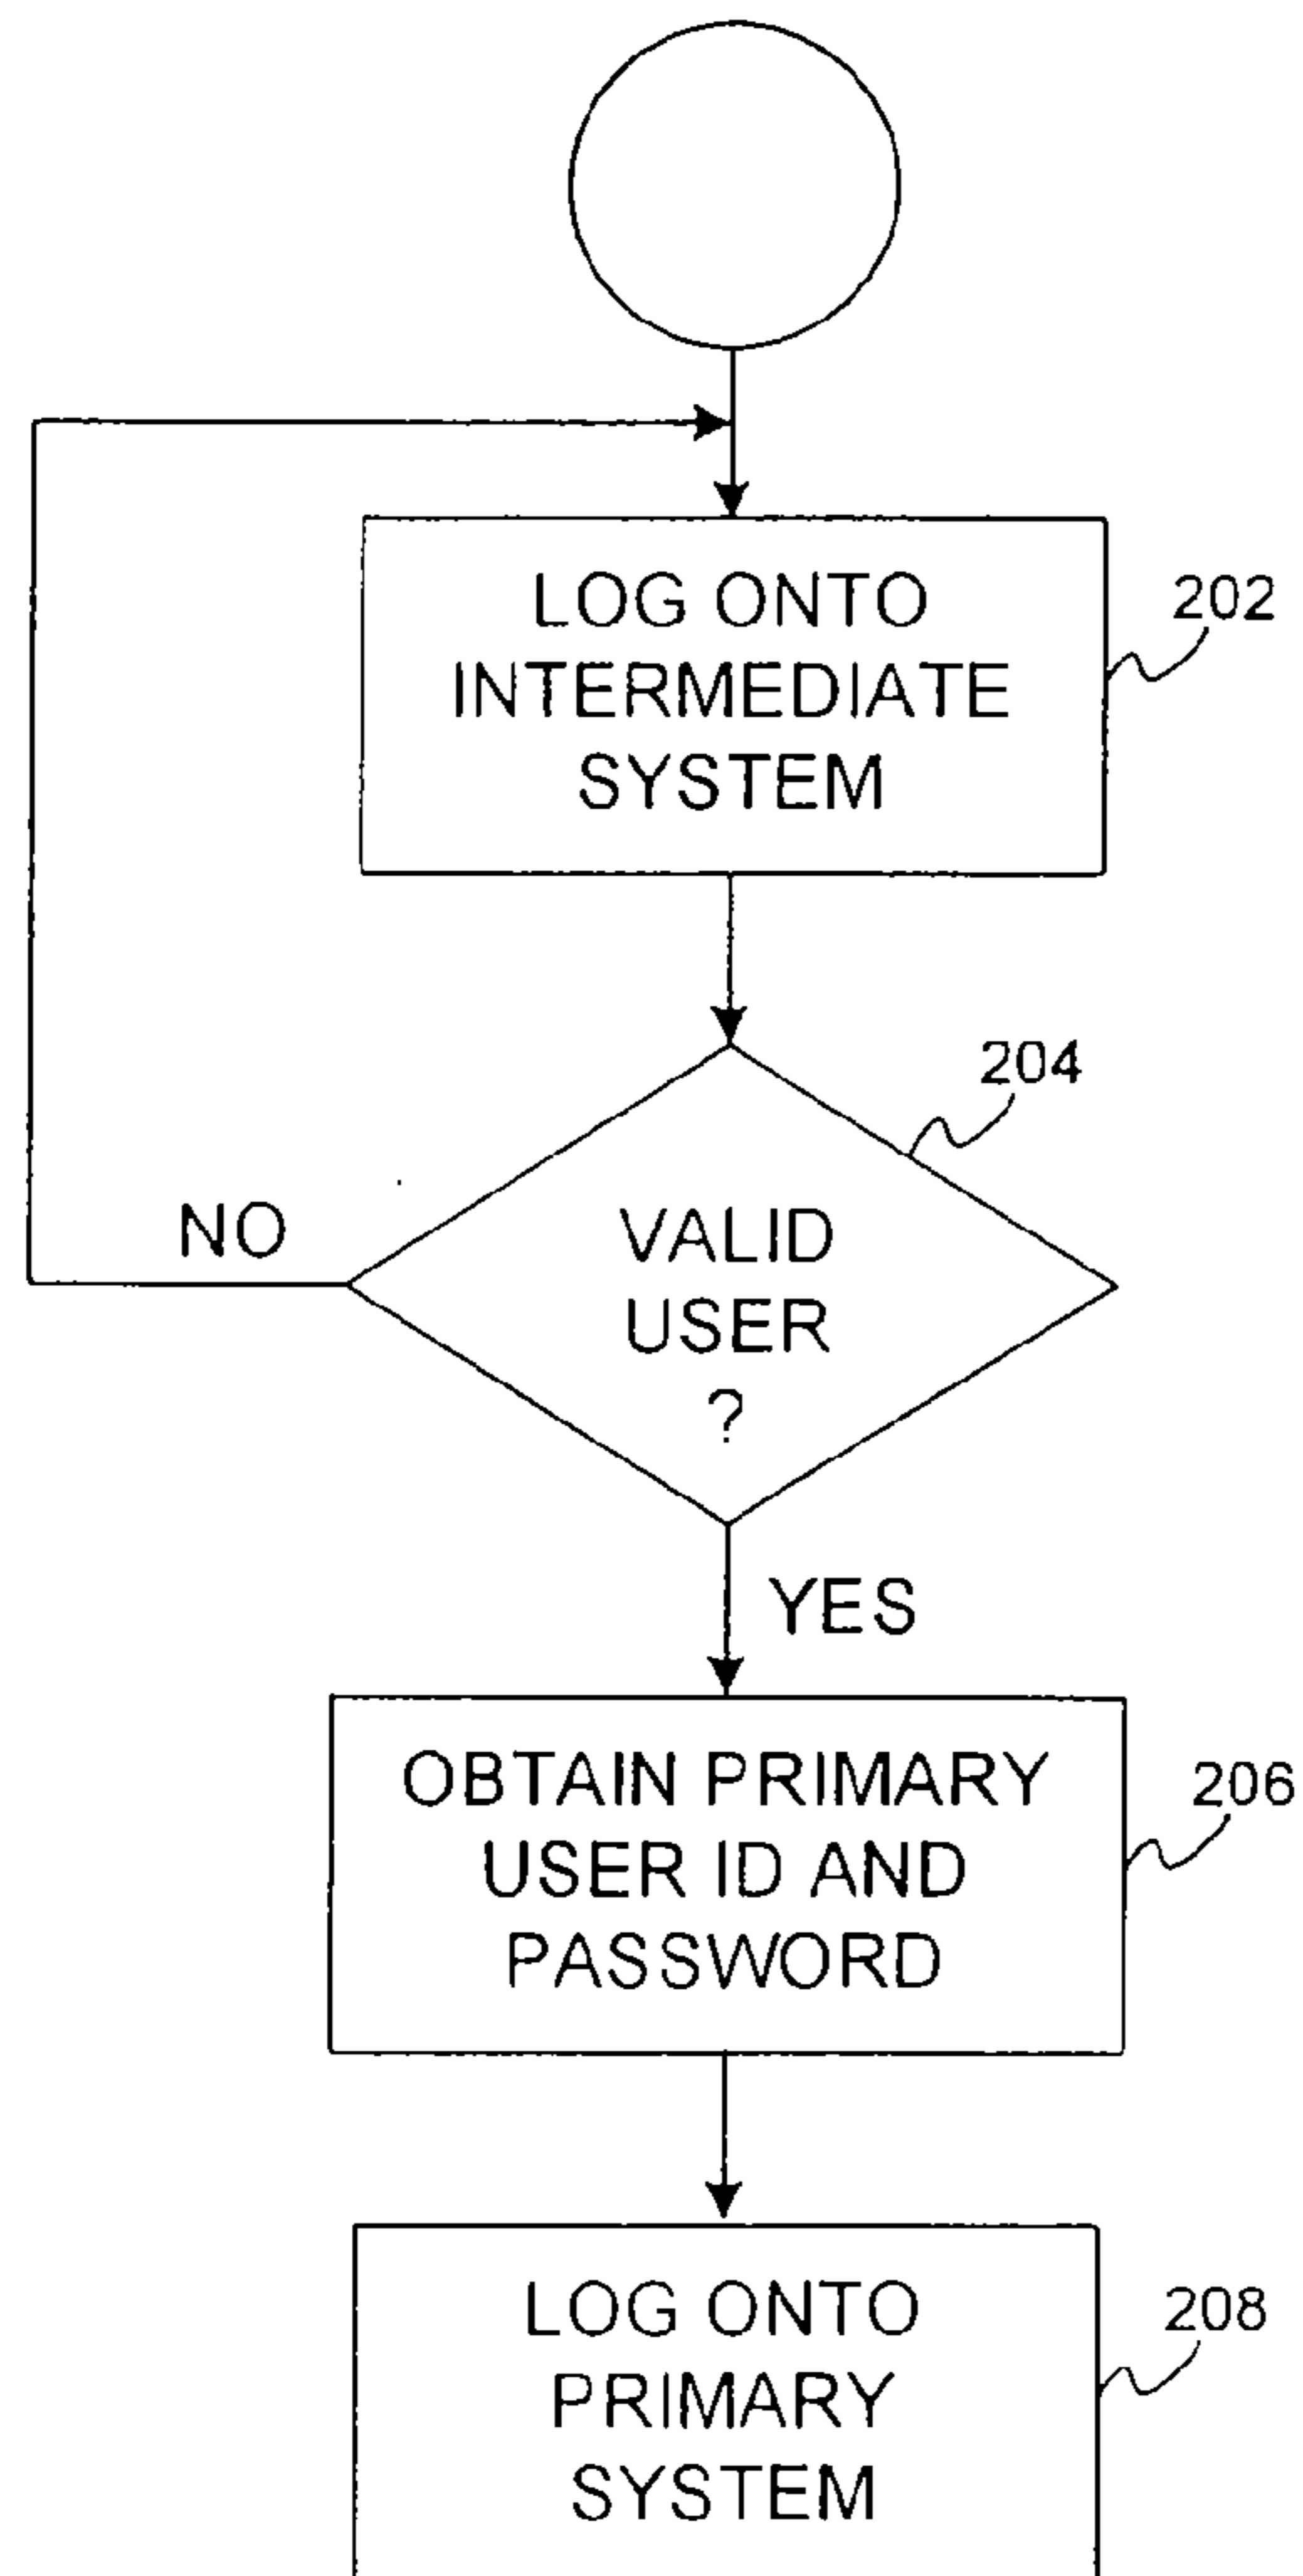 LOG ONTO
INTERMEDIATE
SYSTEM
202
204
VALID
USER
?
NO
YES
OBTAIN PRIMARY
USER ID AND
PASSWORD
206
LOG ONTO
PRIMARY
SYSTEM
208